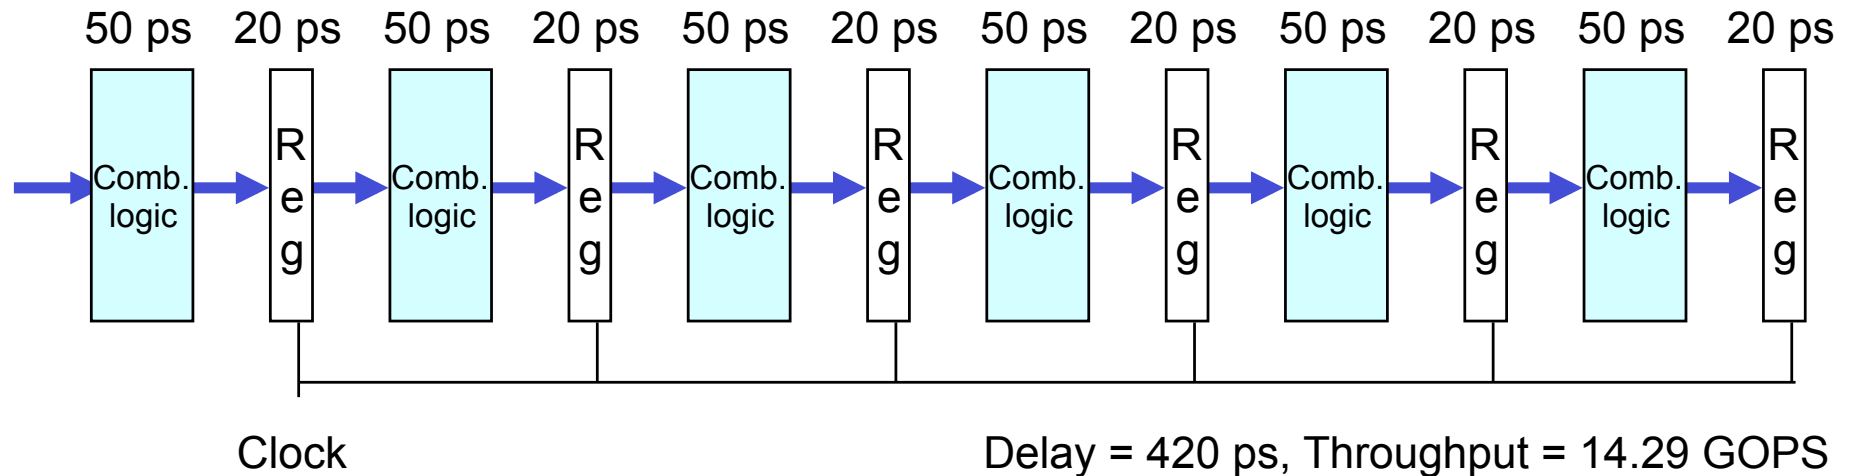 50 ps 20 ps 50 ps 20 ps 50 ps 20 ps 50 ps 20 ps 50 ps 20 ps 50 ps 20 ps
Comb.
logic
R
e
g
Comb.
logic
R
e
g
Comb.
logic
R
e
g
Comb.
logic
R
e
g
Comb.
logic
R
e
g
Comb.
logic
R
e
g
Clock
Delay = 420 ps, Throughput = 14.29 GOPS